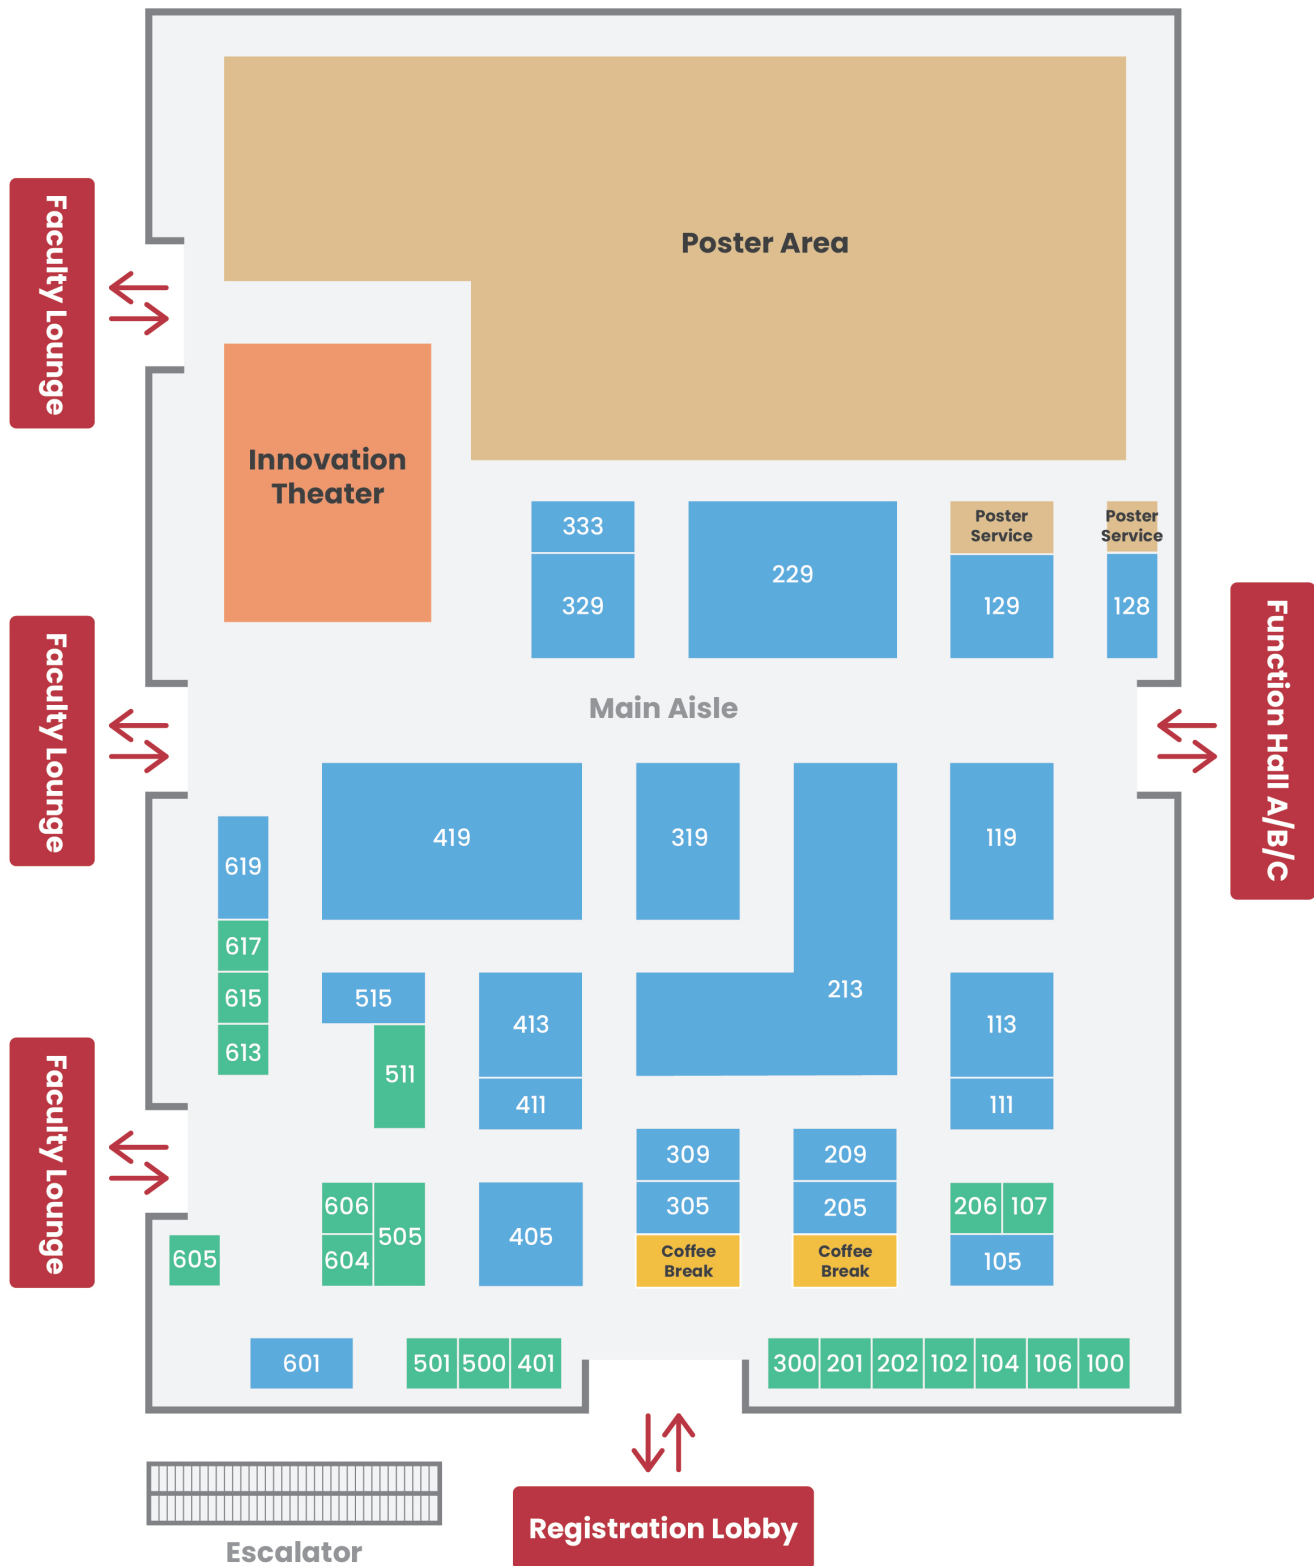 Poster Area
Faculty Lounge
Innovation
Theater
333
329
229
Poster
Service
129
Poster
Service
128
Faculty Lounge
Main Aisle
Function Hall A/B/C
419
319
119
619
617
615
613
515
511
413
411
213
113
111
Faculty Lounge
309
305
Coffee
Break
209
205
Coffee
Break
206
107
105
606
604
505
405
605
601
501
500
401
300
201
202
102
104
106
100
Registration Lobby
Escalator